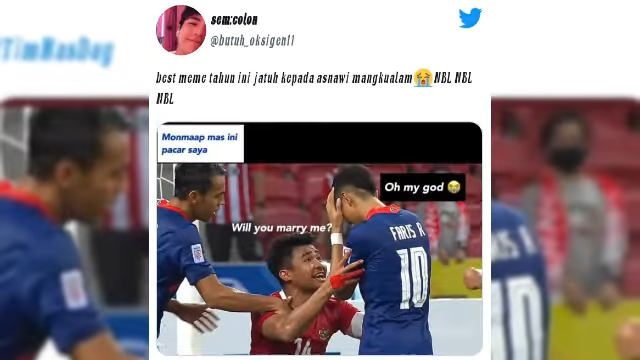 sem;colon
@butuh_oksigen11
#TimNasDag
best meme tahun ini jatuh kepada asnawi mangkualam😭NBL NBL
NBL
Monmaap mas ini
pacar saya
Oh my god 😭
Will you marry me?
FARIS R
10
14